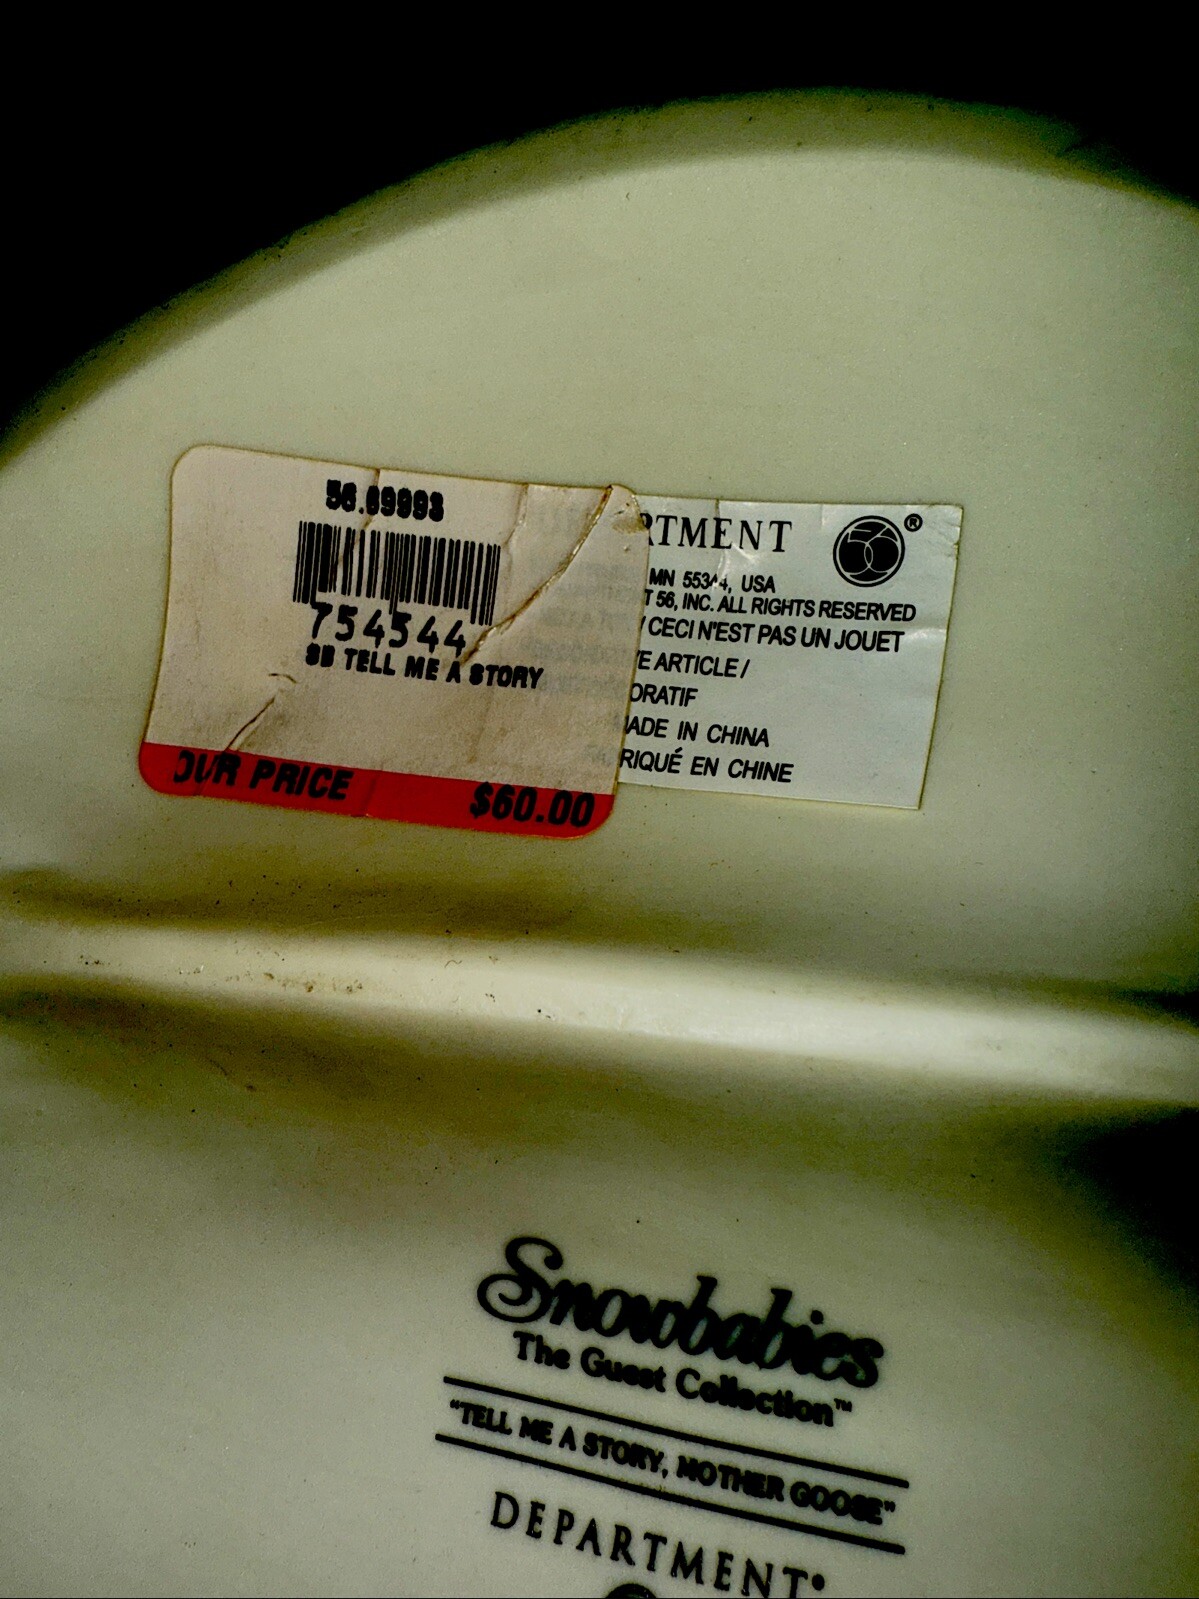 56.69993
754544
SB TELL ME A STORY
OUR PRICE $60.00
RTMENT ®
MN 55344, USA
T 56, INC. ALL RIGHTS RESERVED
/ CECI N'EST PAS UN JOUET
E ARTICLE /
ORATIF
ADE IN CHINA
RIQUÉ EN CHINE
Snowbabies
The Guest Collection™
"TELL ME A STORY, MOTHER GOOSE"
DEPARTMENT